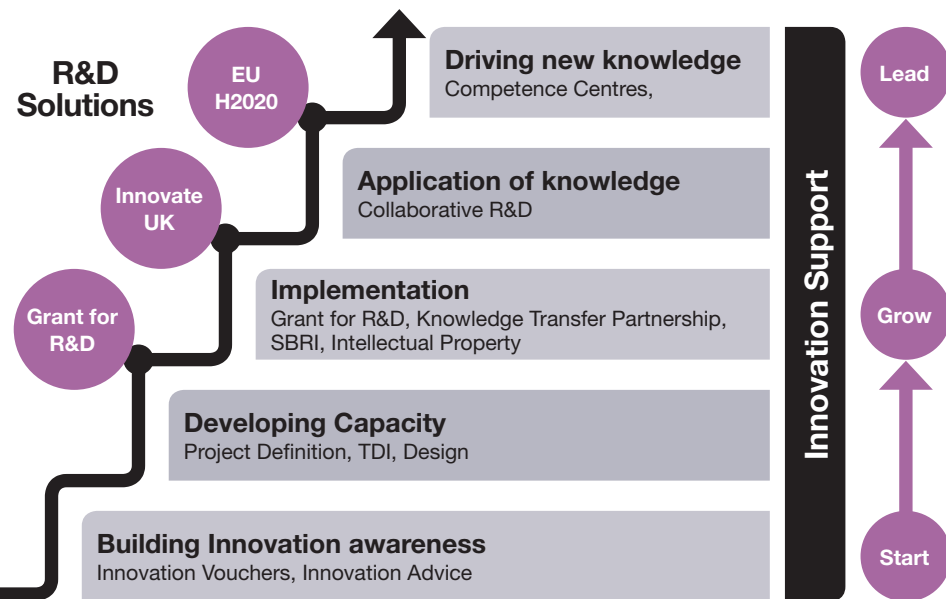 R&D
Solutions
EU
H2020
Driving new knowledge
Competence Centres,
Lead
Innovate
UK
Application of knowledge
Collaborative R&D
Grant for
R&D
Implementation
Grant for R&D, Knowledge Transfer Partnership,
SBRI, Intellectual Property
Innovation Support
Grow
Developing Capacity
Project Definition, TDI, Design
Building Innovation awareness
Innovation Vouchers, Innovation Advice
Start